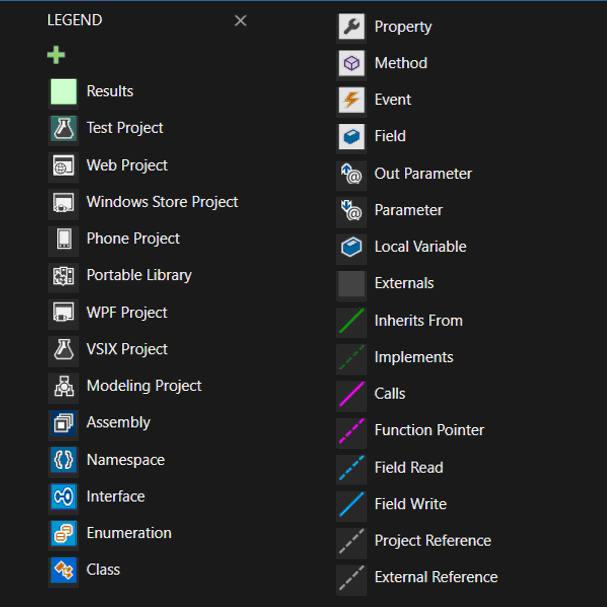 LEGEND
Results
Test Project
Web Project
Windows Store Project
Phone Project
Portable Library
WPF Project
VSIX Project
Modeling Project
Assembly
Namespace
Interface
Enumeration
Class
Property
Method
Event
Field
Out Parameter
Parameter
Local Variable
Externals
Inherits From
Implements
Calls
Function Pointer
Field Read
Field Write
Project Reference
External Reference